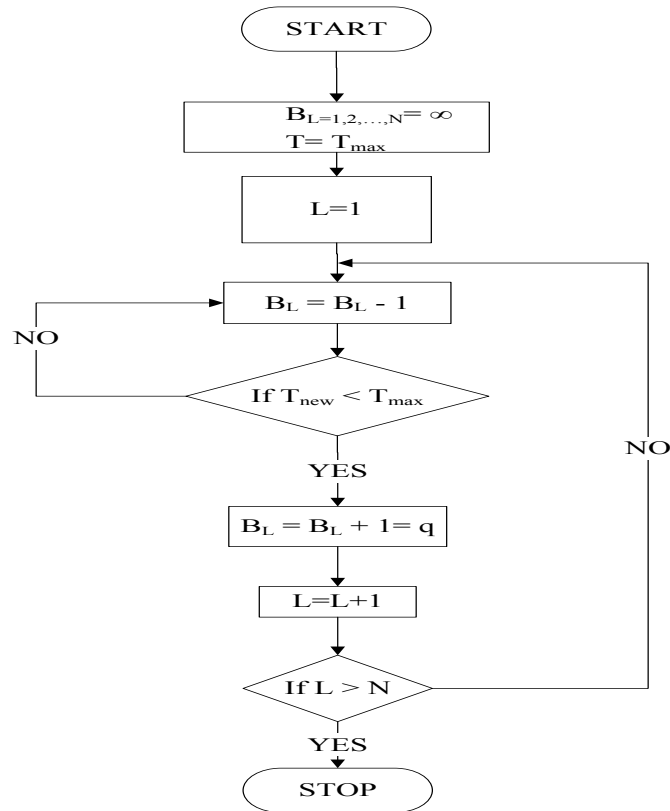 START
B_L=1,2,…,N = ∞
T= T_max
L=1
B_L = B_L - 1
NO
If T_new < T_max
NO
YES
B_L = B_L + 1= q
L=L+1
If L > N
YES
STOP